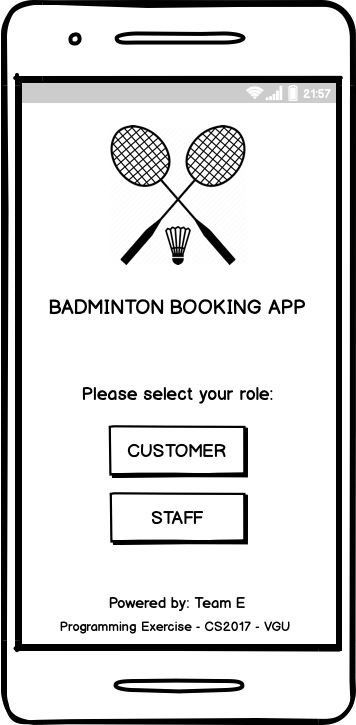 21:57
BADMINTON BOOKING APP
Please select your role:
CUSTOMER
STAFF
Powered by: Team E
Programming Exercise - CS2017 - VGU